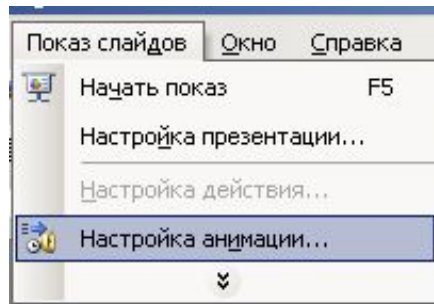 Показ слайдов Окно Справка
Начать показ F5
Настройка презентации...
Настройка действия...
Настройка анимации...